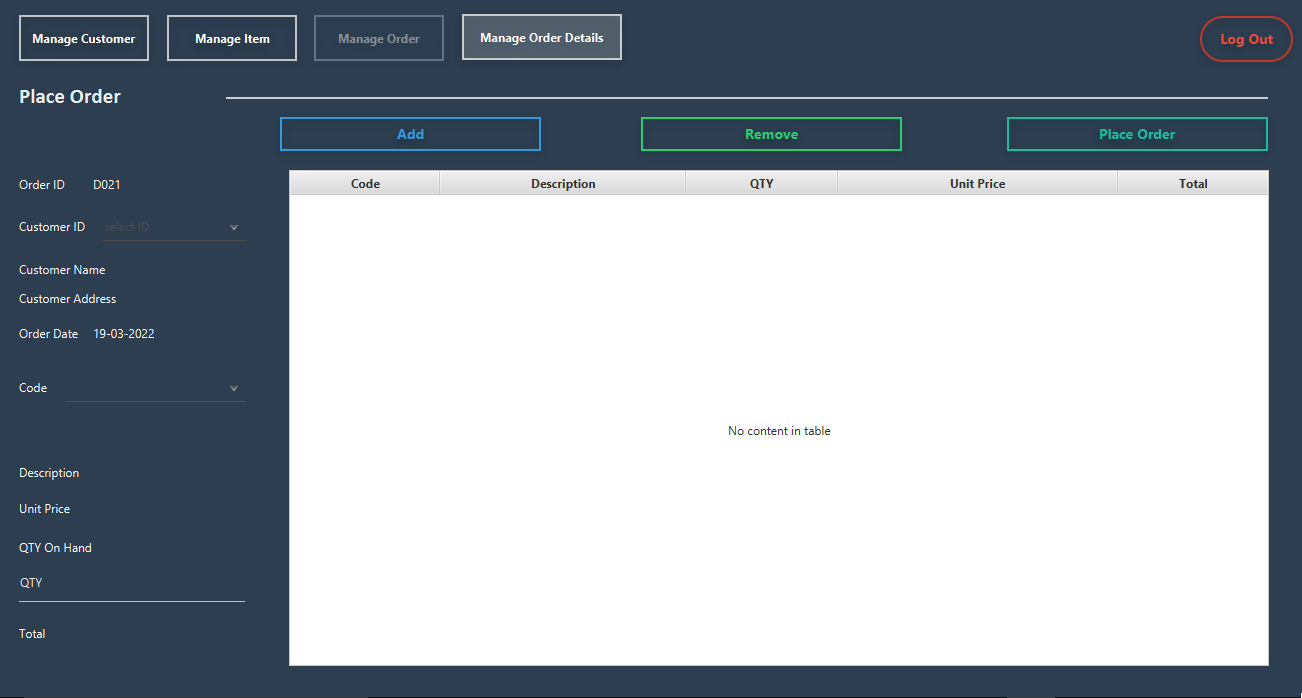 Manage Customer
Manage Item
Manage Order
Manage Order Details
Log Out
Place Order
Add
Remove
Place Order
Order ID D021
Customer ID select ID
Customer Name
Customer Address
Order Date 19-03-2022
Code
Description
Unit Price
QTY On Hand
QTY
Total
Code Description QTY Unit Price Total
No content in table